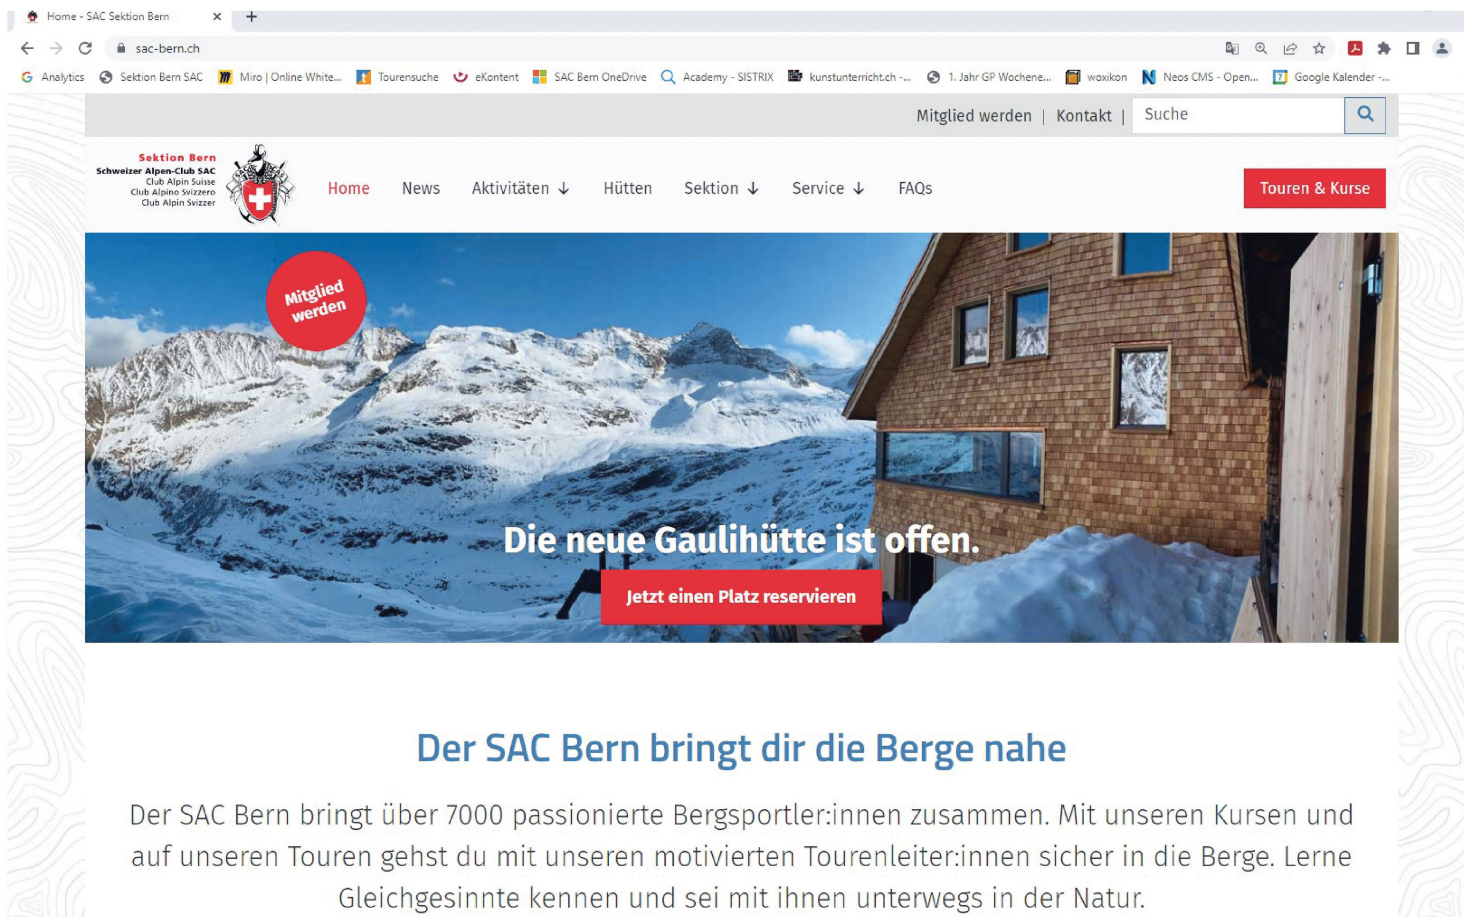 Home - SAC Sektion Bern
sac-bern.ch
Analytics Sektion Bern SAC Miro | Online White... Tourensuche eKontent SAC Bern OneDrive Academy - SISTRIX kunstunterricht.ch -... 1. Jahr GP Wochene... woxikon Neos CMS - Open... Google Kalender -...
Mitglied werden | Kontakt | Suche
Sektion Bern
Schweizer Alpen-Club SAC
Club Alpin Suisse
Club Alpino Svizzero
Club Alpin Svizzer
Home News Aktivitäten ↓ Hütten Sektion ↓ Service ↓ FAQs Touren & Kurse
Mitglied
werden
Die neue Gaulihütte ist offen.
Jetzt einen Platz reservieren
Der SAC Bern bringt dir die Berge nahe
Der SAC Bern bringt über 7000 passionierte Bergsportler:innen zusammen. Mit unseren Kursen und
auf unseren Touren gehst du mit unseren motivierten Tourenleiter:innen sicher in die Berge. Lerne
Gleichgesinnte kennen und sei mit ihnen unterwegs in der Natur.